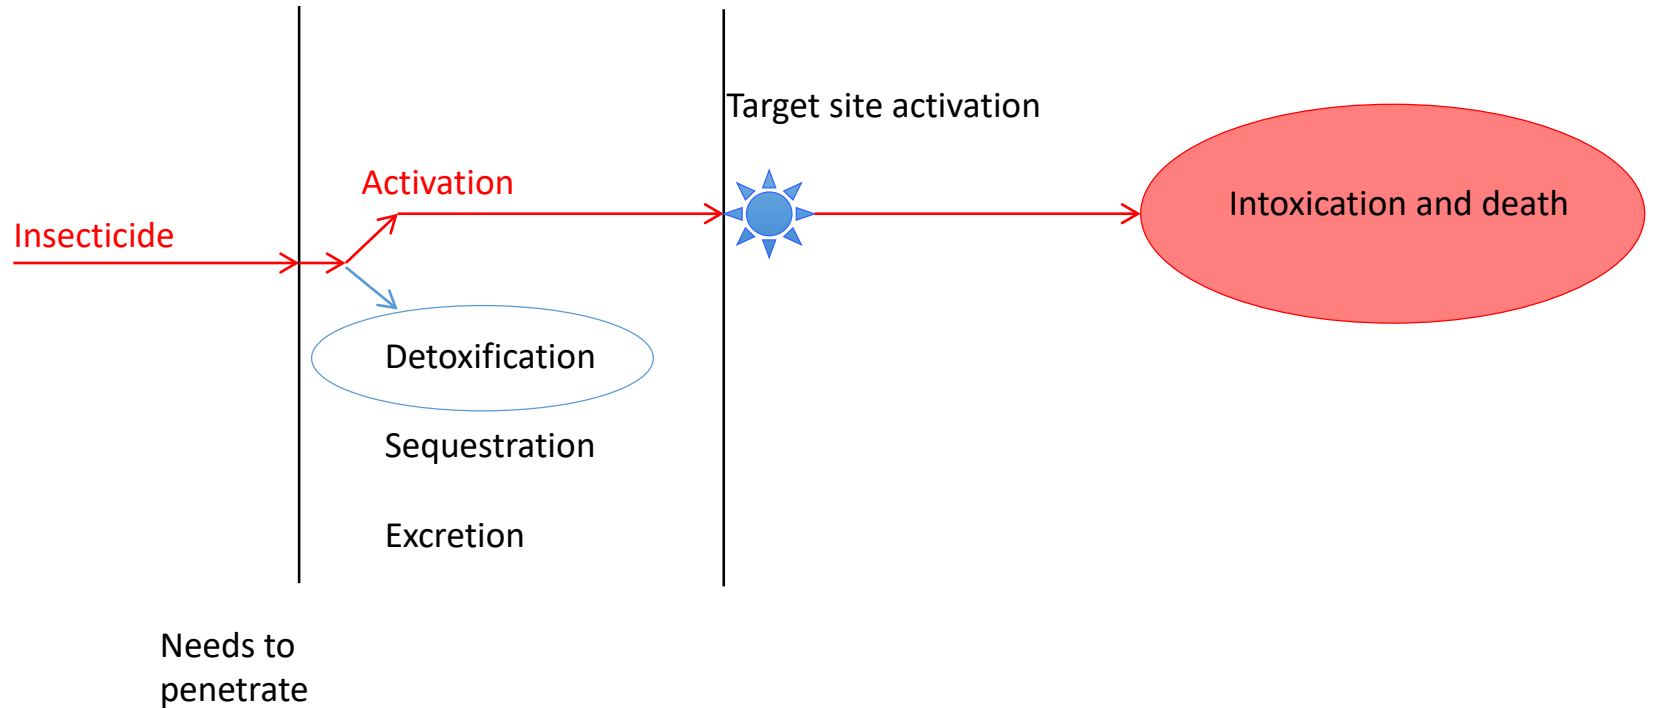 Target site activation
Activation
Intoxication and death
Insecticide
Detoxification
Sequestration
Excretion
Needs to
penetrate